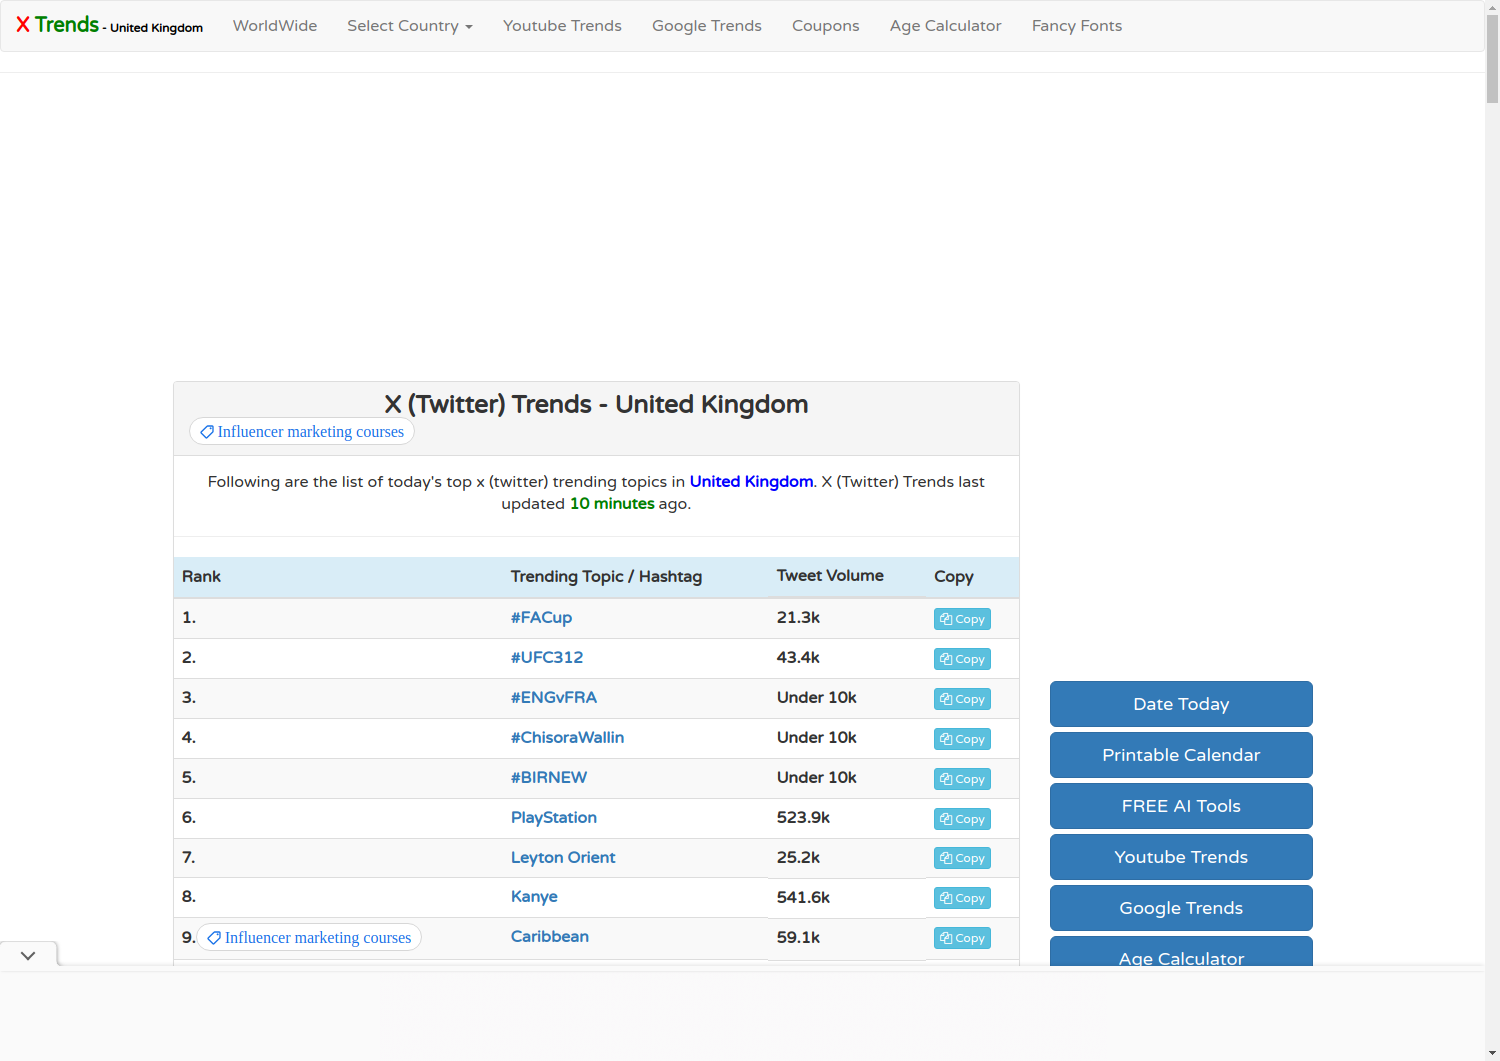 X Trends - United Kingdom WorldWide Select Country Youtube Trends Google Trends Coupons Age Calculator Fancy Fonts
X (Twitter) Trends - United Kingdom
Influencer marketing courses
Following are the list of today's top x (twitter) trending topics in United Kingdom. X (Twitter) Trends last
updated 10 minutes ago.
Rank Trending Topic / Hashtag Tweet Volume Copy
1. #FACup 21.3k Copy
2. #UFC312 43.4k Copy
3. #ENGvFRA Under 10k Copy
4. #ChisoraWallin Under 10k Copy
5. #BIRNEW Under 10k Copy
6. PlayStation 523.9k Copy
7. Leyton Orient 25.2k Copy
8. Kanye 541.6k Copy
9. Influencer marketing courses Caribbean 59.1k Copy
Date Today
Printable Calendar
FREE AI Tools
Youtube Trends
Google Trends
Age Calculator